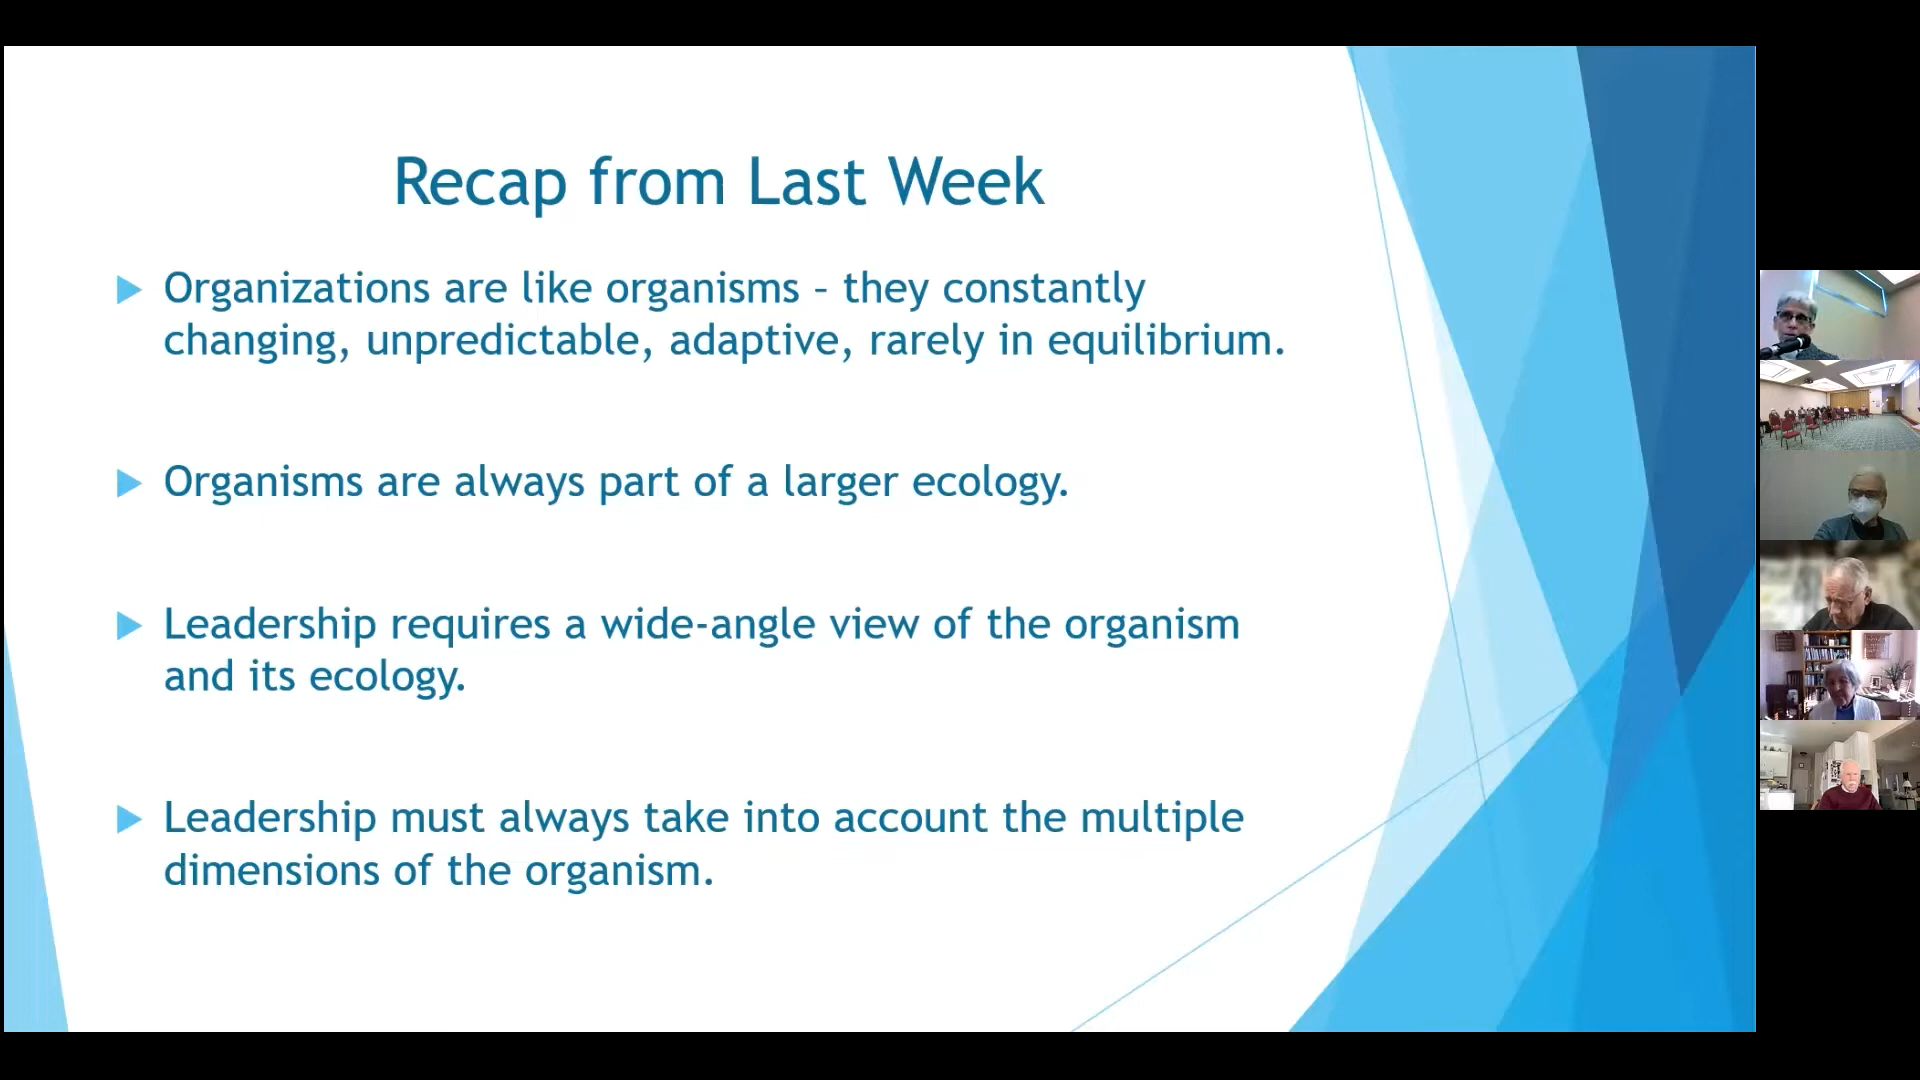 Recap from Last Week
Organizations are like organisms – they constantly
changing, unpredictable, adaptive, rarely in equilibrium.
Organisms are always part of a larger ecology.
Leadership requires a wide-angle view of the organism
and its ecology.
Leadership must always take into account the multiple
dimensions of the organism.